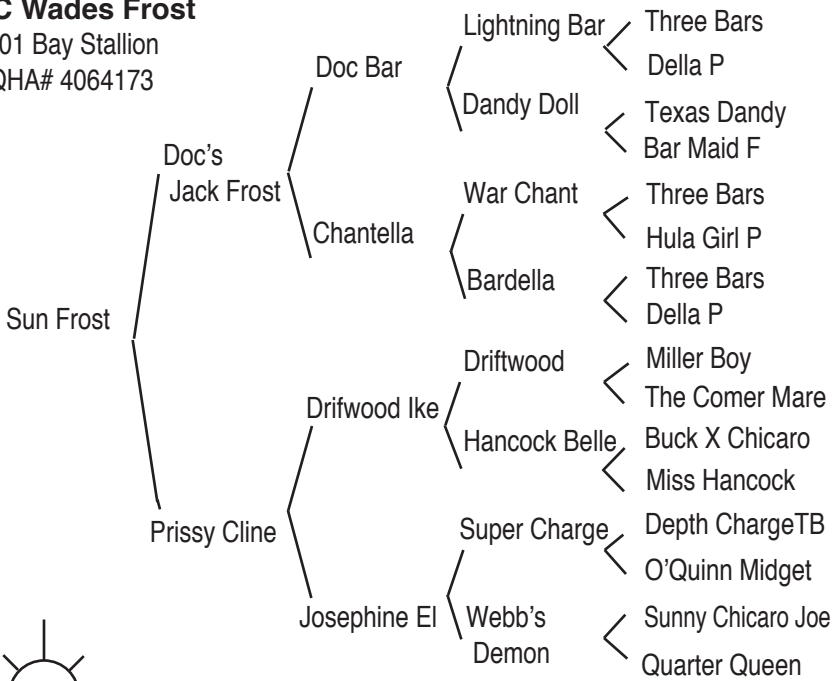 C Wades Frost
01 Bay Stallion
QHA# 4064173
Sun Frost
Doc's
Jack Frost
Prissy Cline
Doc Bar
Chantella
Drifwood Ike
Josephine El
Lightning Bar
Dandy Doll
War Chant
Bardella
Driftwood
Hancock Belle
Super Charge
Webb's
Demon
Three Bars
Della P
Texas Dandy
Bar Maid F
Three Bars
Hula Girl P
Three Bars
Della P
Miller Boy
The Comer Mare
Buck X Chicaro
Miss Hancock
Depth ChargeTB
O'Quinn Midget
Sunny Chicaro Joe
Quarter Queen